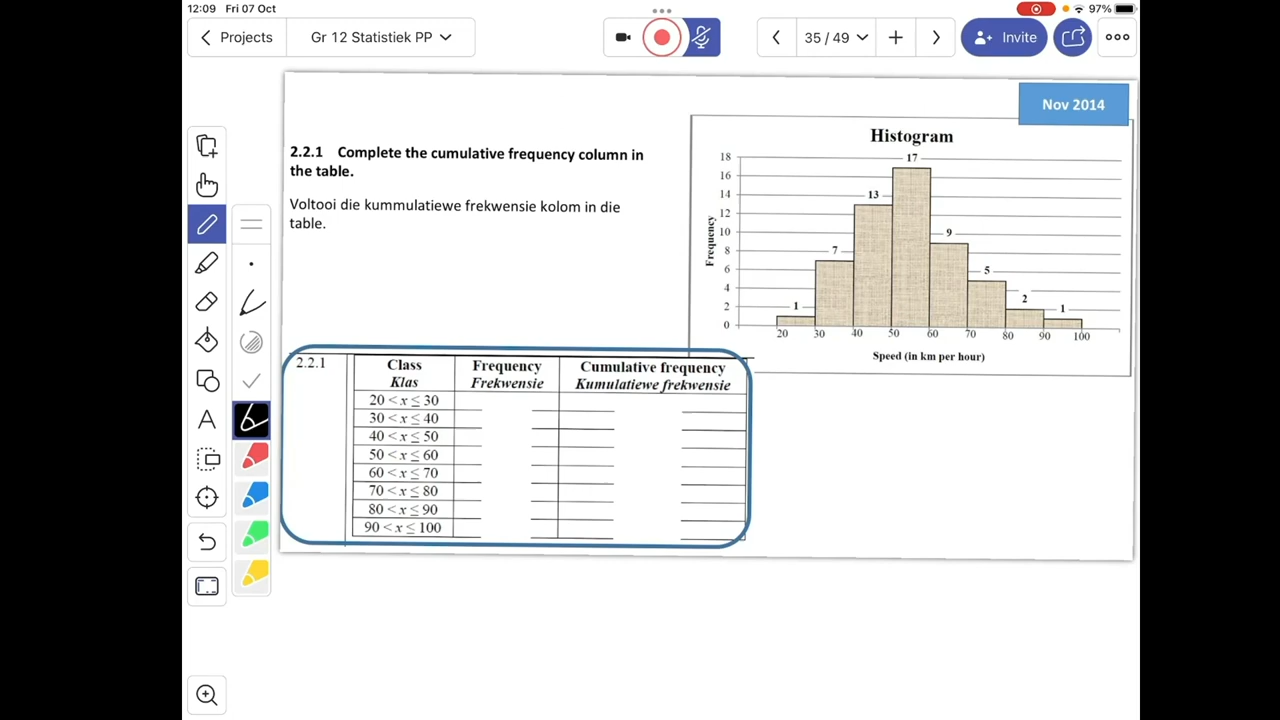 12:09 Fri 07 Oct
97%
Projects
Gr 12 Statistiek PP
35 / 49
Invite
Nov 2014
2.2.1 Complete the cumulative frequency column in
the table.
Voltooi die kummulatiewe frekwensie kolom in die
table.
Histogram
Frequency
18
16
14
12
10
8
6
4
2
0
1
7
13
17
9
5
2
1
20 30 40 50 60 70 80 90 100
Speed (in km per hour)
2.2.1
Class Frequency Cumulative frequency
Klas Frekwensie Kumulatiewe frekwensie
20 < x ≤ 30
30 < x ≤ 40
40 < x ≤ 50
50 < x ≤ 60
60 < x ≤ 70
70 < x ≤ 80
80 < x ≤ 90
90 < x ≤ 100
A